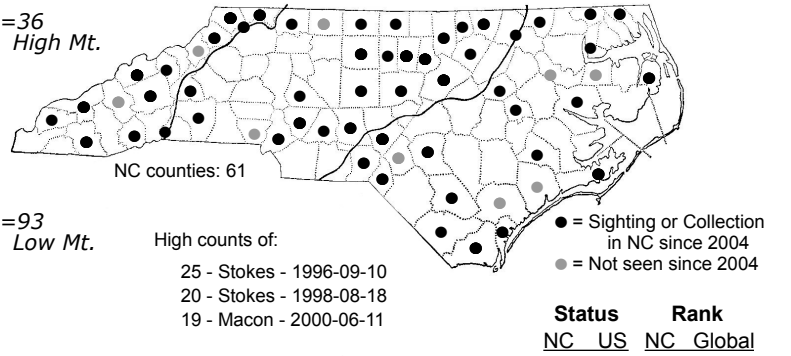 =36
High Mt.
NC counties: 61
=93
Low Mt.
High counts of:
25 - Stokes - 1996-09-10
20 - Stokes - 1998-08-18
19 - Macon - 2000-06-11
= Sighting or Collection
in NC since 2004
= Not seen since 2004
Status Rank
NC US NC Global